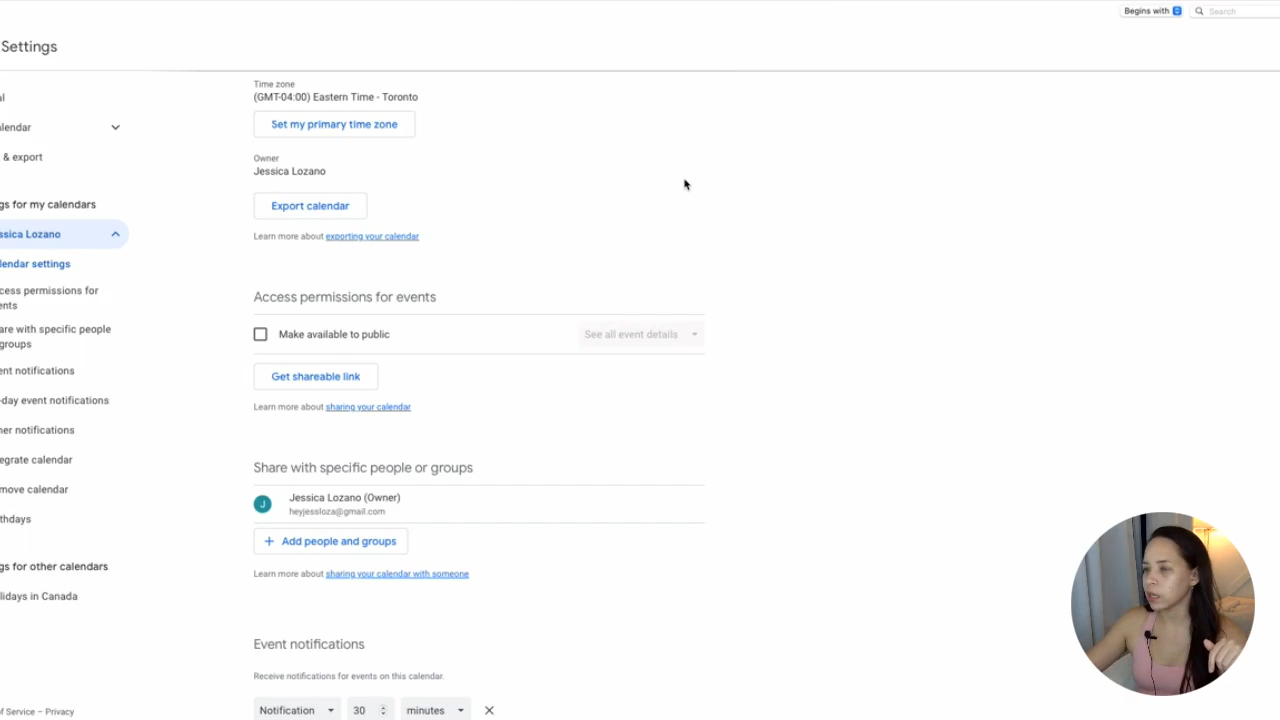 Begins with
Search
Settings
al
alendar
& export
gs for my calendars
ssica Lozano
lendar settings
cess permissions for
ents
are with specific people
groups
ent notifications
-day event notifications
her notifications
egrate calendar
move calendar
thdays
gs for other calendars
lidays in Canada
of Service – Privacy
Time zone
(GMT-04:00) Eastern Time - Toronto
Set my primary time zone
Owner
Jessica Lozano
Export calendar
Learn more about exporting your calendar
Access permissions for events
Make available to public
See all event details
Get shareable link
Learn more about sharing your calendar
Share with specific people or groups
J
Jessica Lozano (Owner)
heyjessloza@gmail.com
+ Add people and groups
Learn more about sharing your calendar with someone
Event notifications
Receive notifications for events on this calendar.
Notification 30 minutes